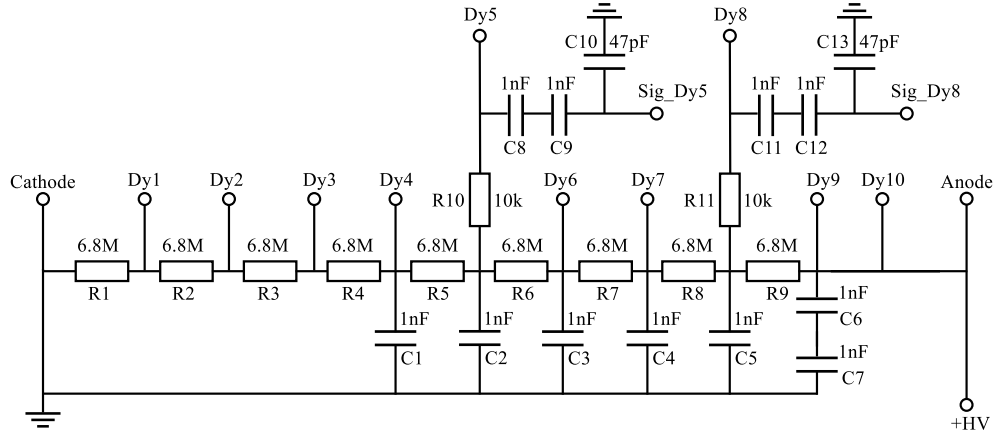 Dy5
Dy8
C10 47pF
C13 47pF
1nF 1nF
Sig_Dy5
1nF 1nF
Sig_Dy8
C8 C9
C11 C12
Cathode
Dy1
Dy2
Dy3
Dy4
R10 10k
Dy6
Dy7
R11 10k
Dy9
Dy10
Anode
6.8M 6.8M 6.8M 6.8M 6.8M 6.8M 6.8M 6.8M 6.8M
R1 R2 R3 R4 R5 R6 R7 R8 R9
1nF
C6
1nF 1nF 1nF 1nF 1nF
C1 C2 C3 C4 C5
1nF
C7
+HV